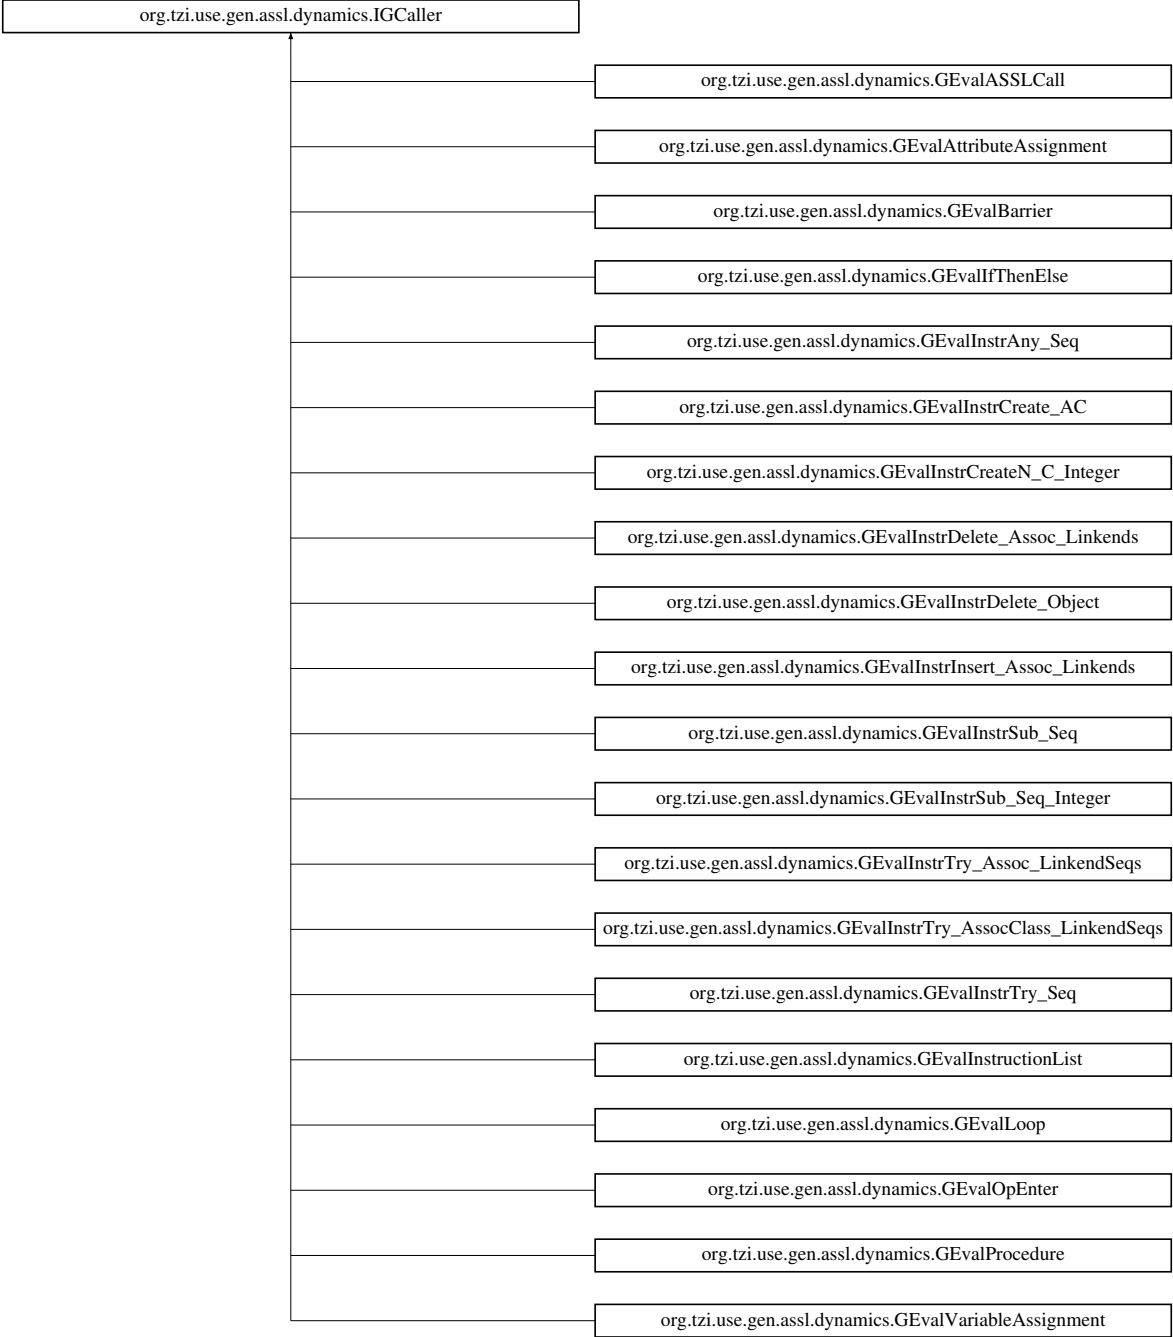 org.tzi.use.gen.assl.dynamics.IGCaller
org.tzi.use.gen.assl.dynamics.GEvalASSLCall
org.tzi.use.gen.assl.dynamics.GEvalAttributeAssignment
org.tzi.use.gen.assl.dynamics.GEvalBarrier
org.tzi.use.gen.assl.dynamics.GEvalIfThenElse
org.tzi.use.gen.assl.dynamics.GEvalInstrAny_Seq
org.tzi.use.gen.assl.dynamics.GEvalInstrCreate_AC
org.tzi.use.gen.assl.dynamics.GEvalInstrCreateN_C_Integer
org.tzi.use.gen.assl.dynamics.GEvalInstrDelete_Assoc_Linkends
org.tzi.use.gen.assl.dynamics.GEvalInstrDelete_Object
org.tzi.use.gen.assl.dynamics.GEvalInstrInsert_Assoc_Linkends
org.tzi.use.gen.assl.dynamics.GEvalInstrSub_Seq
org.tzi.use.gen.assl.dynamics.GEvalInstrSub_Seq_Integer
org.tzi.use.gen.assl.dynamics.GEvalInstrTry_Assoc_LinkendSeqs
org.tzi.use.gen.assl.dynamics.GEvalInstrTry_AssocClass_LinkendSeqs
org.tzi.use.gen.assl.dynamics.GEvalInstrTry_Seq
org.tzi.use.gen.assl.dynamics.GEvalInstructionList
org.tzi.use.gen.assl.dynamics.GEvalLoop
org.tzi.use.gen.assl.dynamics.GEvalOpEnter
org.tzi.use.gen.assl.dynamics.GEvalProcedure
org.tzi.use.gen.assl.dynamics.GEvalVariableAssignment